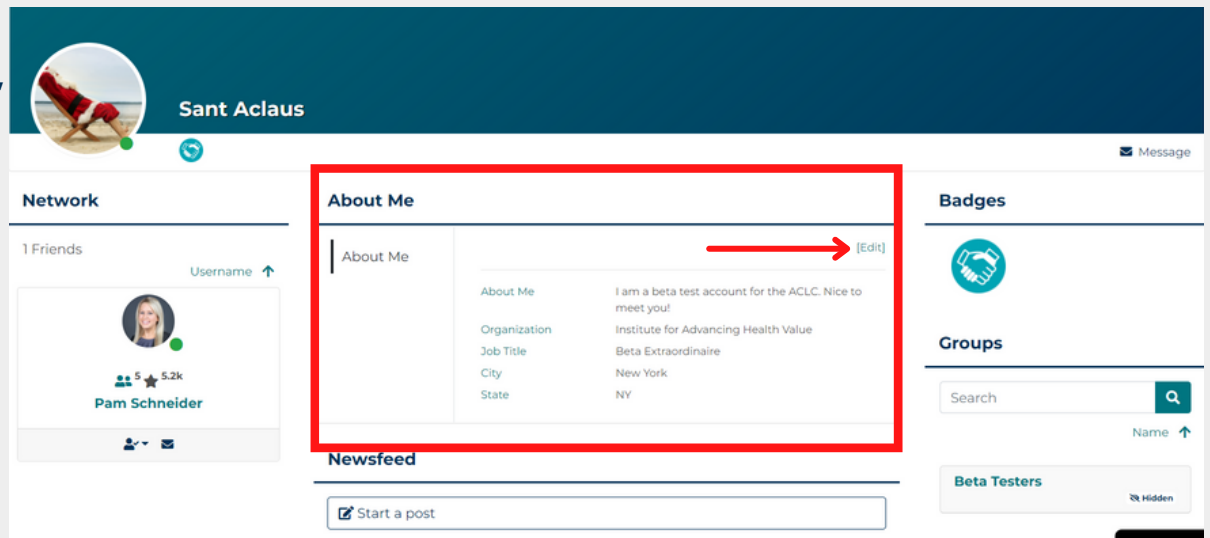 Sant Aclaus
Message
Network
1 Friends
Username
5 5.2k
Pam Schneider
About Me
About Me
[Edit]
About Me I am a beta test account for the ACLC. Nice to
meet you!
Organization Institute for Advancing Health Value
Job Title Beta Extraordinaire
City New York
State NY
Newsfeed
Start a post
Badges
Groups
Search
Name
Beta Testers
Hidden